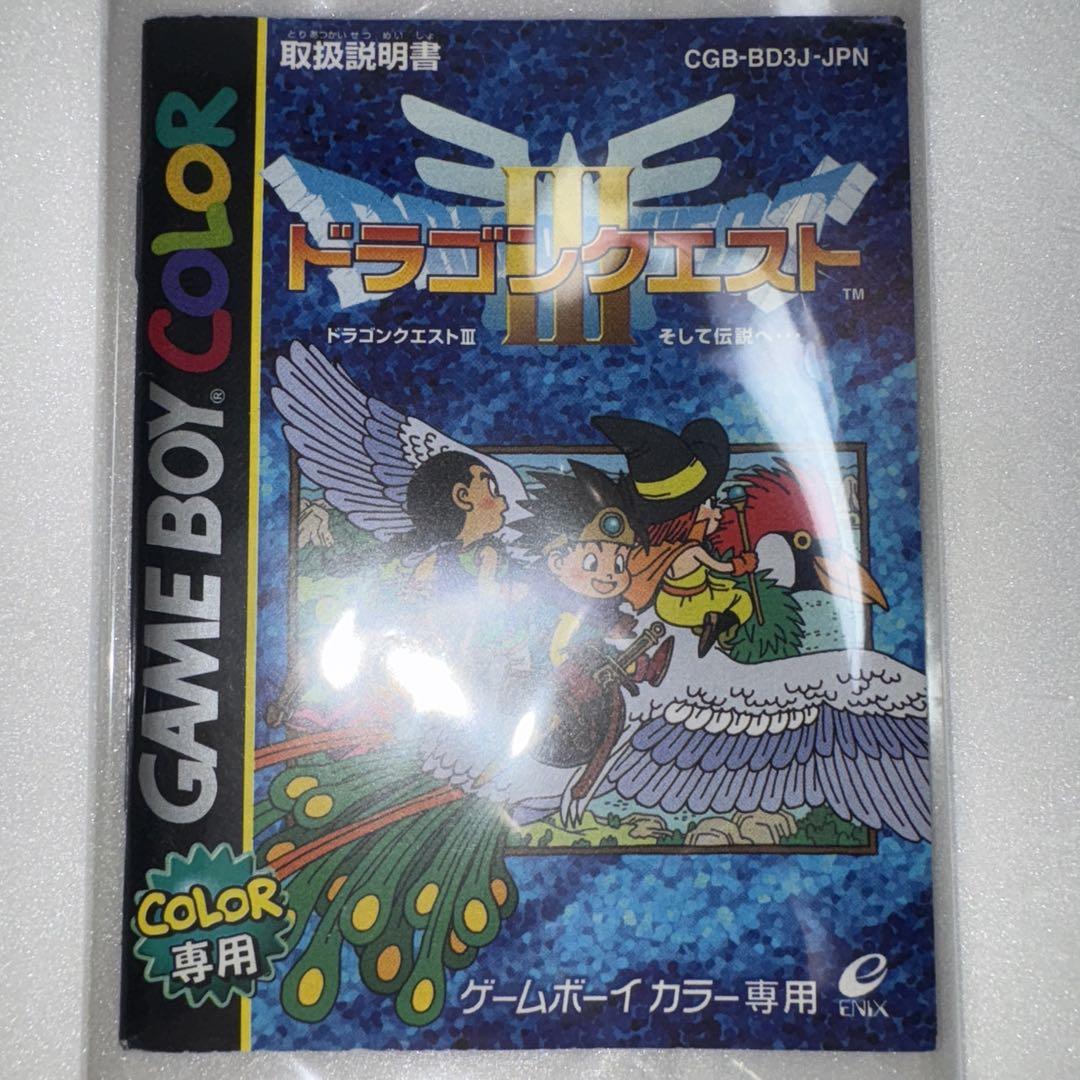 とりあつかいせつめいしょ
取扱説明書
CGB-BD3J-JPN
III
ドラゴンクエスト
TM
ドラゴンクエストⅢ そして伝説へ…
GAME BOY® COLOR
COLOR
専用
ゲームボーイカラー専用
e
ENIX